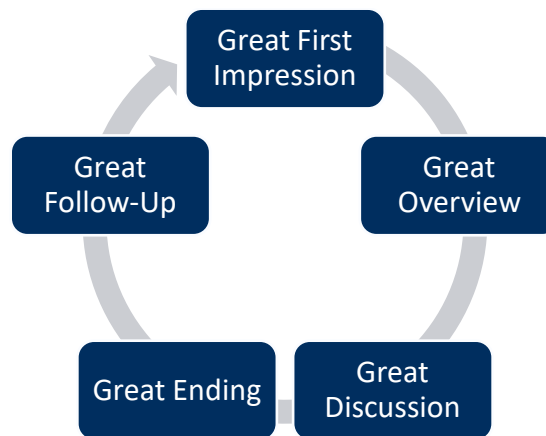 Great First
Impression
Great
Overview
Great
Discussion
Great Ending
Great
Follow-Up